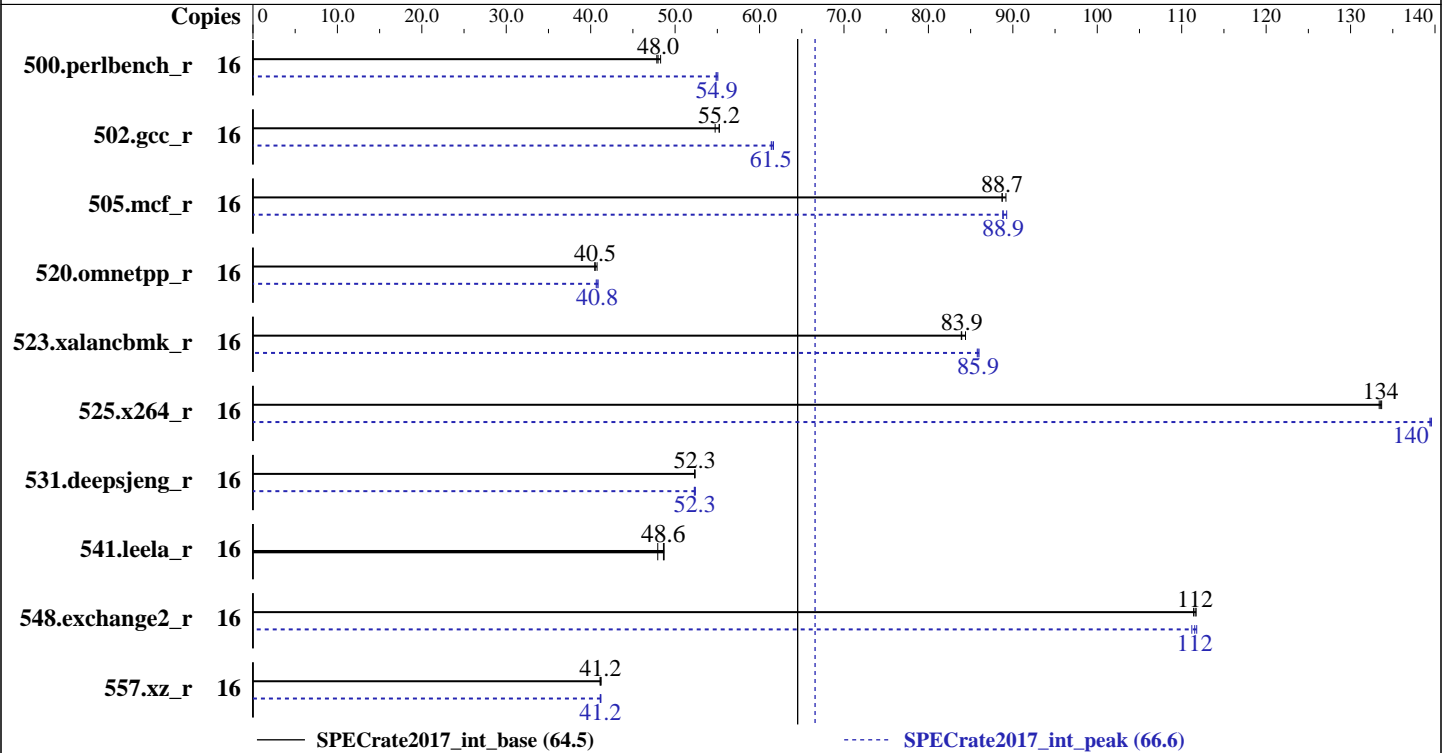 Copies 0 10.0 20.0 30.0 40.0 50.0 60.0 70.0 80.0 90.0 100 110 120 130 140
48.0
500.perlbench_r 16
54.9
55.2
502.gcc_r 16
61.5
88.7
505.mcf_r 16
88.9
40.5
520.omnetpp_r 16
40.8
83.9
523.xalancbmk_r 16
85.9
134
525.x264_r 16
140
52.3
531.deepsjeng_r 16
52.3
48.6
541.leela_r 16
112
548.exchange2_r 16
112
41.2
557.xz_r 16
41.2
SPECrate2017_int_base (64.5) SPECrate2017_int_peak (66.6)